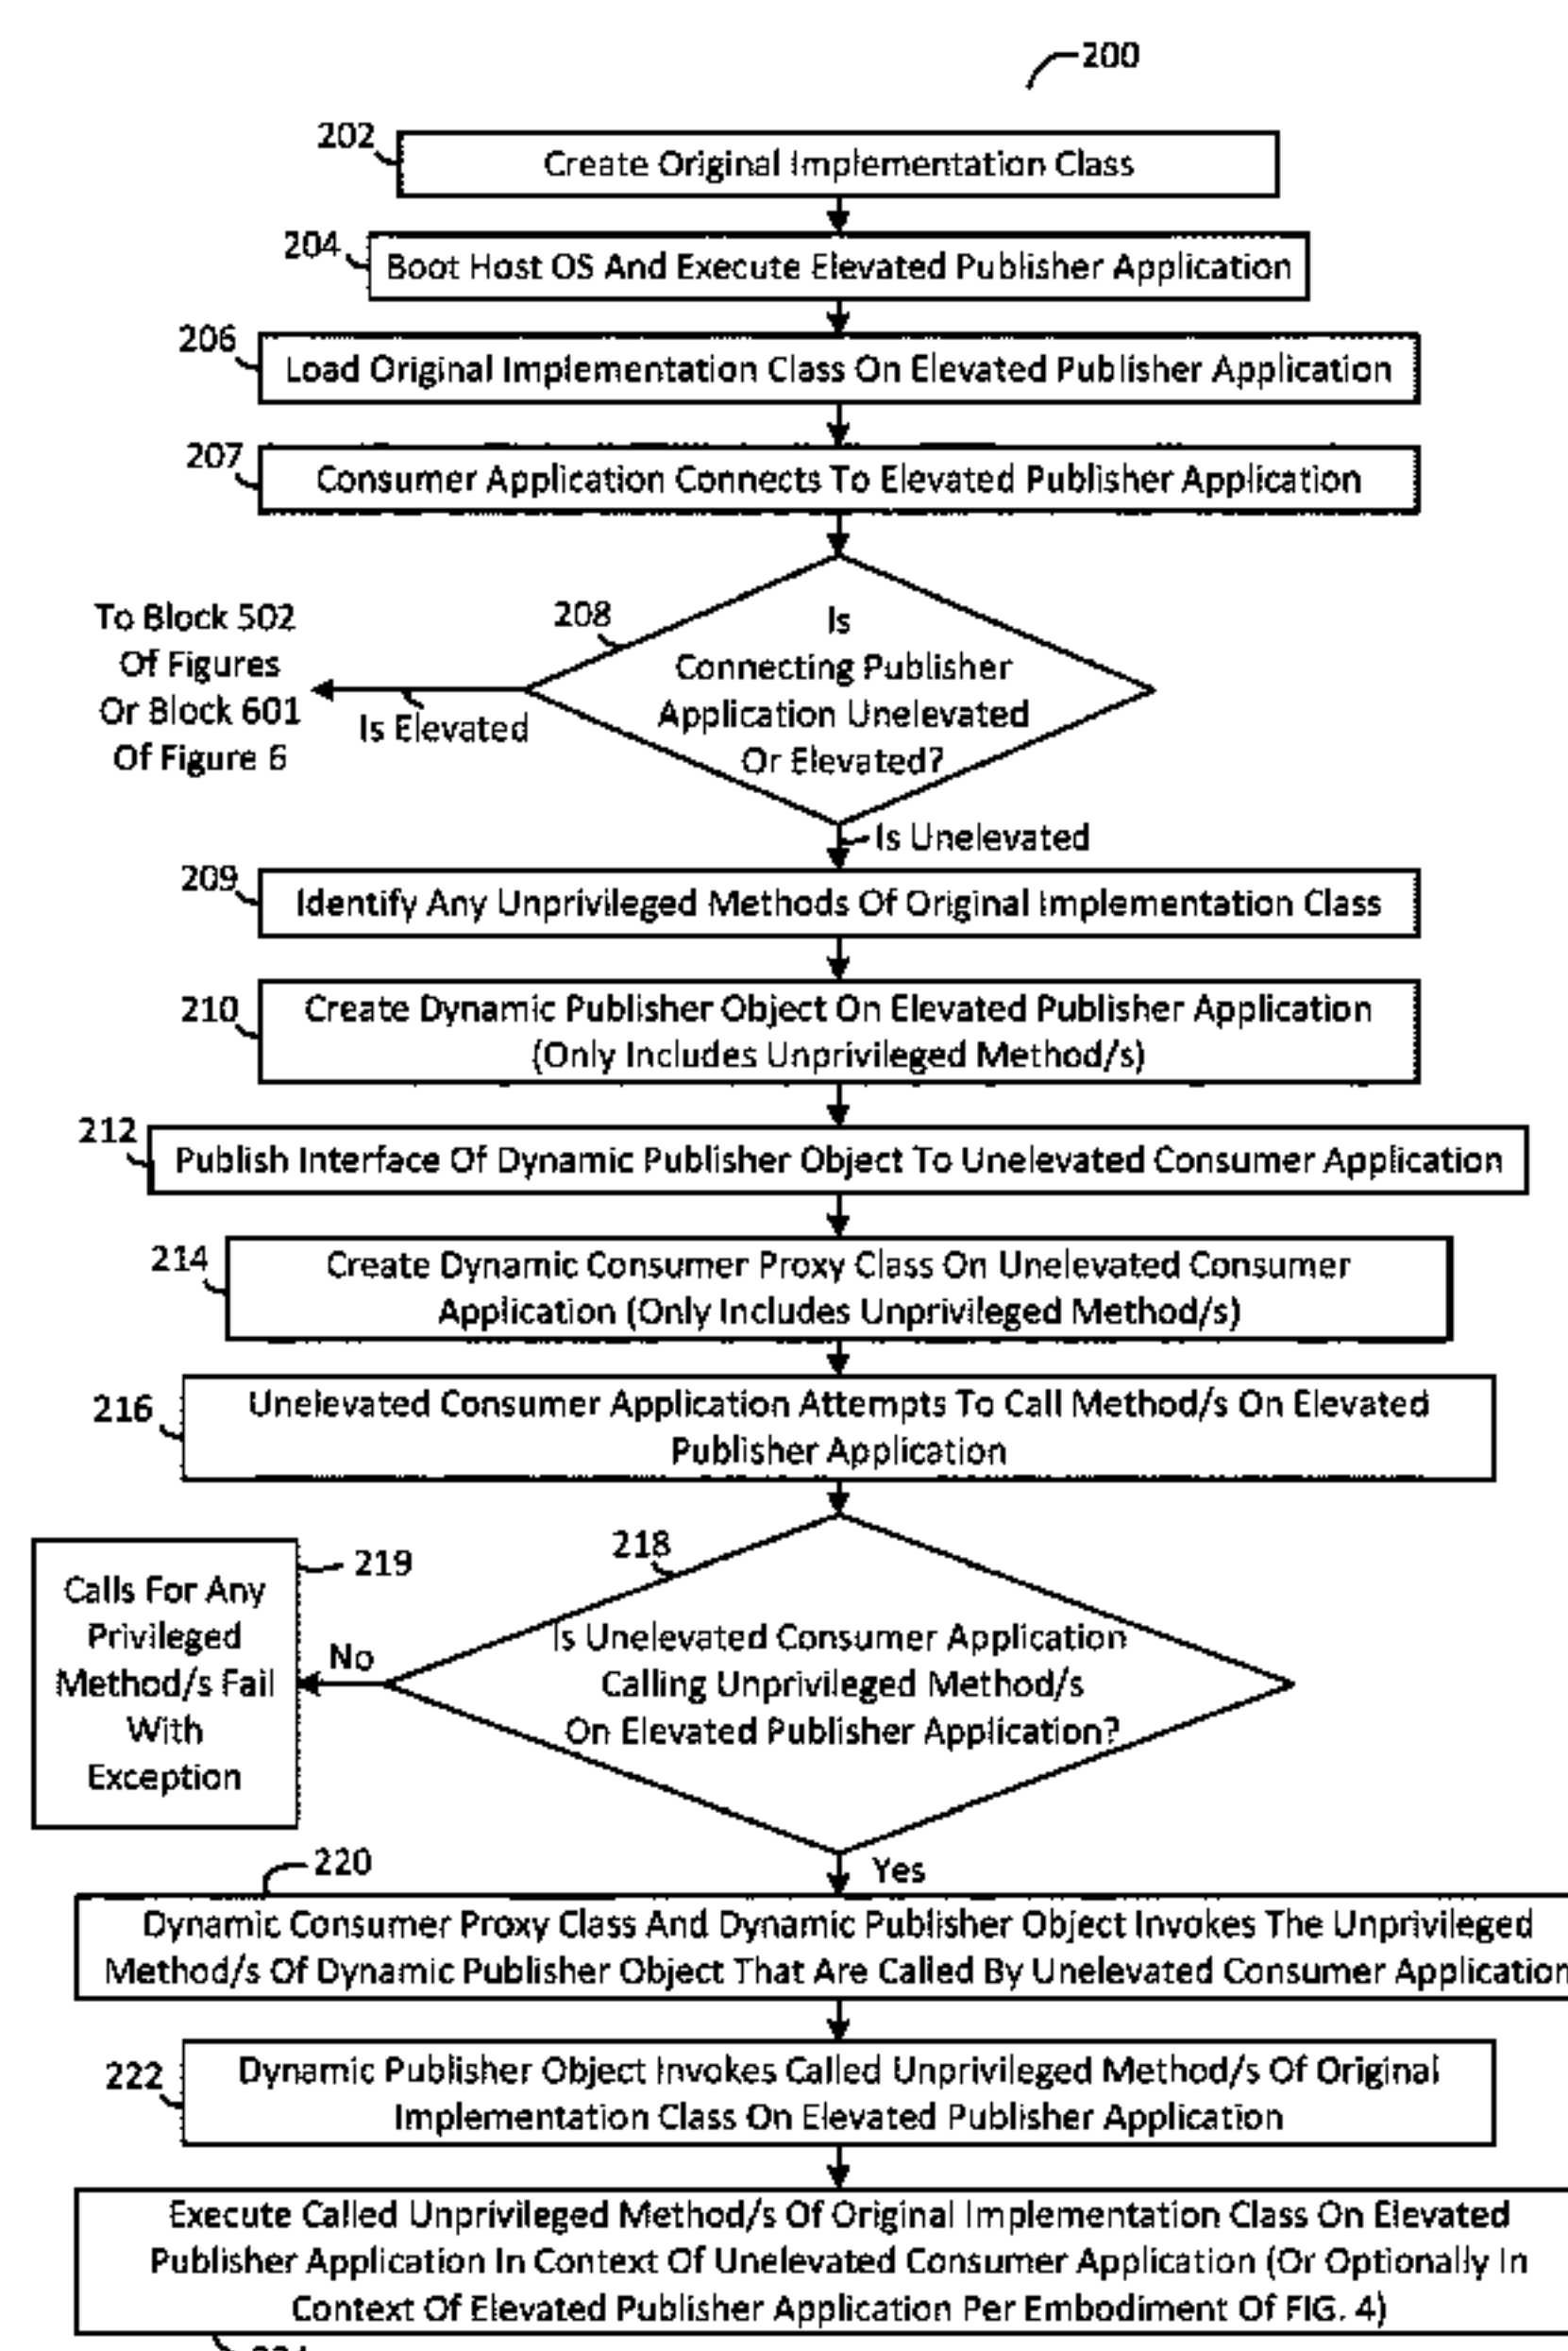 200
202
Create Original Implementation Class
204
Boot Host OS And Execute Elevated Publisher Application
206
Load Original Implementation Class On Elevated Publisher Application
207
Consumer Application Connects To Elevated Publisher Application
208
Is
Connecting Publisher
Application Unelevated
Or Elevated?
To Block 502
Of Figures
Or Block 601
Of Figure 6
Is Elevated
Is Unelevated
209
Identify Any Unprivileged Methods Of Original Implementation Class
210
Create Dynamic Publisher Object On Elevated Publisher Application
(Only Includes Unprivileged Method/s)
212
Publish Interface Of Dynamic Publisher Object To Unelevated Consumer Application
214
Create Dynamic Consumer Proxy Class On Unelevated Consumer
Application (Only Includes Unprivileged Method/s)
216
Unelevated Consumer Application Attempts To Call Method/s On Elevated
Publisher Application
218
Is Unelevated Consumer Application
Calling Unprivileged Method/s
On Elevated Publisher Application?
No
219
Calls For Any
Privileged
Method/s Fail
With
Exception
Yes
220
Dynamic Consumer Proxy Class And Dynamic Publisher Object Invokes The Unprivileged
Method/s Of Dynamic Publisher Object That Are Called By Unelevated Consumer Application
222
Dynamic Publisher Object Invokes Called Unprivileged Method/s Of Original
Implementation Class On Elevated Publisher Application
Execute Called Unprivileged Method/s Of Original Implementation Class On Elevated
Publisher Application In Context Of Unelevated Consumer Application (Or Optionally In
Context Of Elevated Publisher Application Per Embodiment Of FIG. 4)